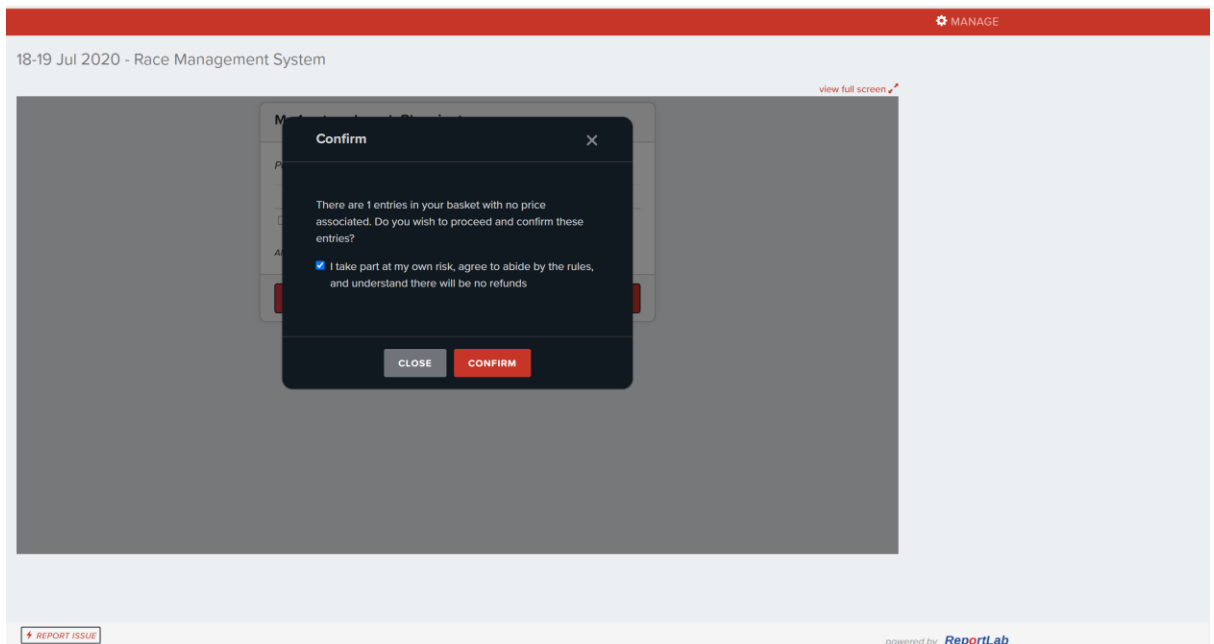 MANAGE
18-19 Jul 2020 - Race Management System
view full screen
Confirm
There are 1 entries in your basket with no price
associated. Do you wish to proceed and confirm these
entries?
I take part at my own risk, agree to abide by the rules,
and understand there will be no refunds
CLOSE
CONFIRM
REPORT ISSUE
powered by ReportLab